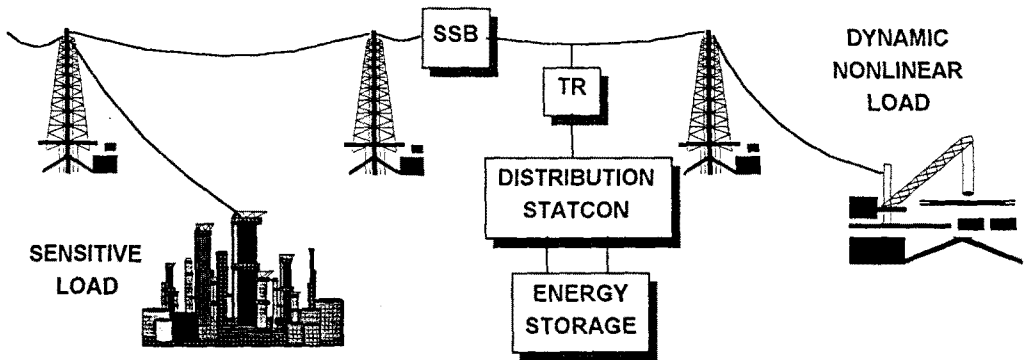 SSB
TR
DYNAMIC
NONLINEAR
LOAD
DISTRIBUTION
STATCON
SENSITIVE
LOAD
ENERGY
STORAGE